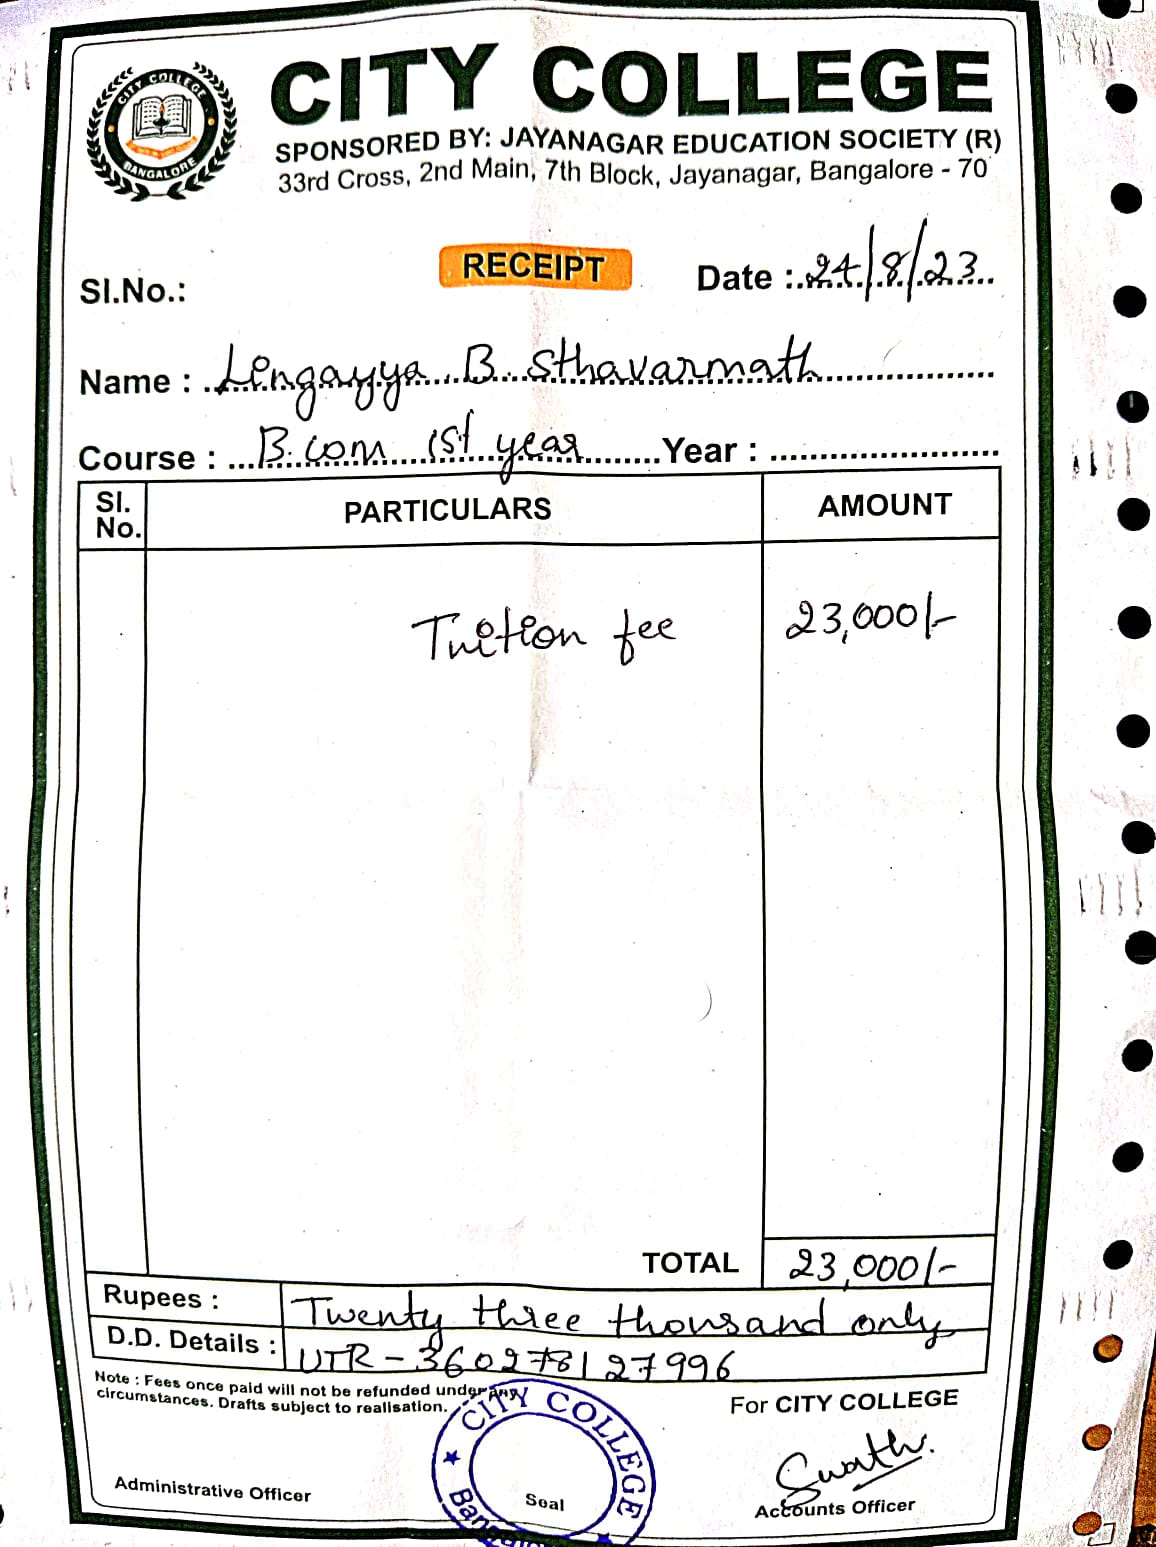 CITY COLLEGE
CITY COLLEGE
BANGALORE
SPONSORED BY: JAYANAGAR EDUCATION SOCIETY (R)
33rd Cross, 2nd Main, 7th Block, Jayanagar, Bangalore - 70
RECEIPT
Sl.No.:
Date : 24/8/23
Name : Lingayya B. Sthavarmath
Course : B.com 1st year Year :
Sl. No. PARTICULARS AMOUNT
Tuition fee 23,000/-
TOTAL 23,000/-
Rupees : Twenty three thousand only
D.D. Details : UTR-360278127996
Note : Fees once paid will not be refunded under any
circumstances. Drafts subject to realisation.
For CITY COLLEGE
CITY COLLEGE
Swath.
Administrative Officer
Seal
Accounts Officer